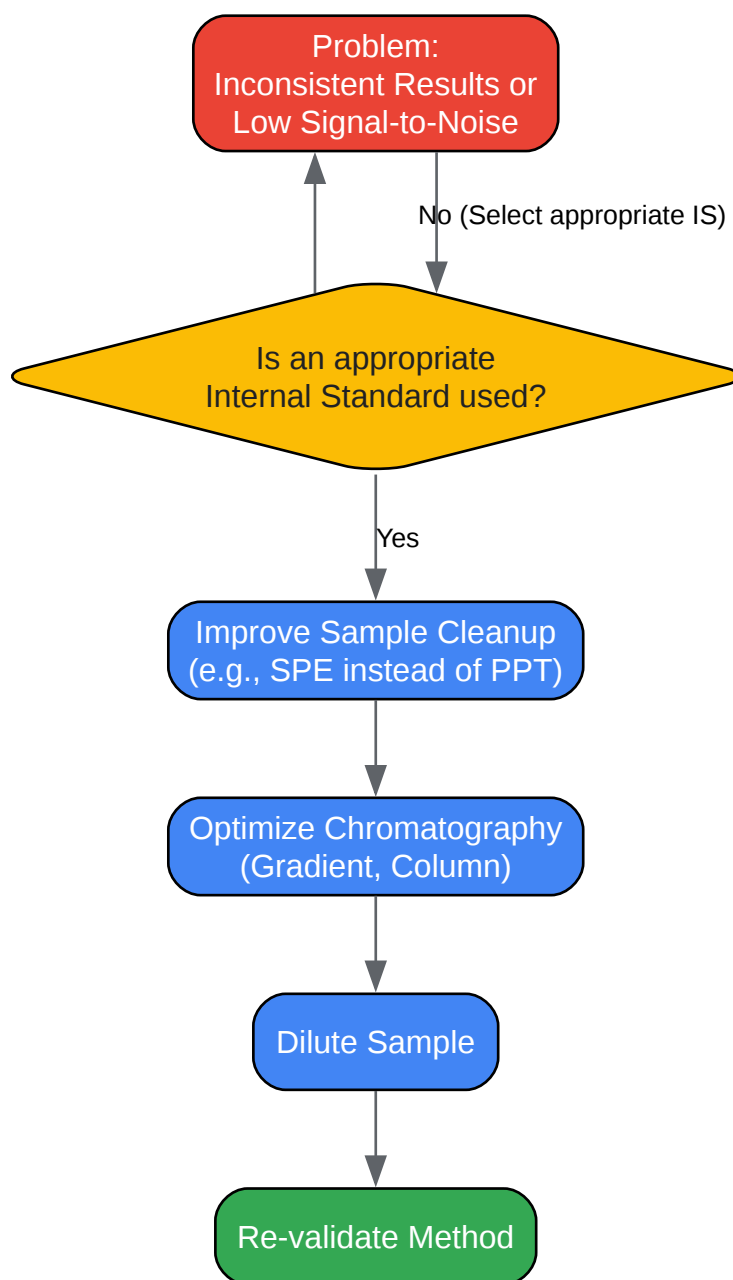 Problem:
Inconsistent Results or
Low Signal-to-Noise
No (Select appropriate IS)
Is an appropriate
Internal Standard used?
Yes
Improve Sample Cleanup
(e.g., SPE instead of PPT)
Optimize Chromatography
(Gradient, Column)
Dilute Sample
Re-validate Method